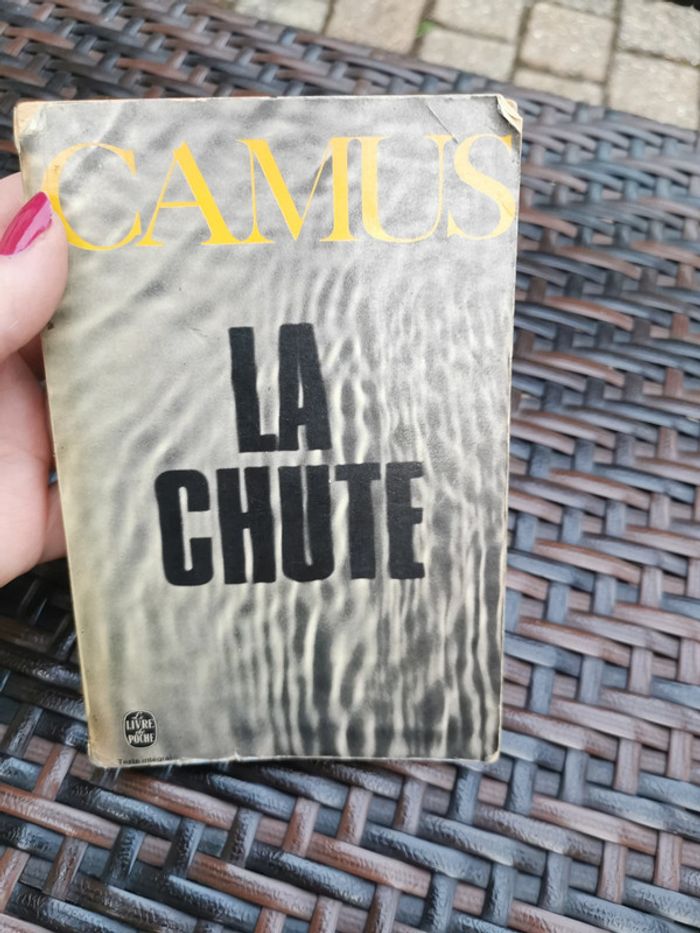 CAMUS
LA
CHUTE
Le
LIVRE
de
POCHE
Texte intégral